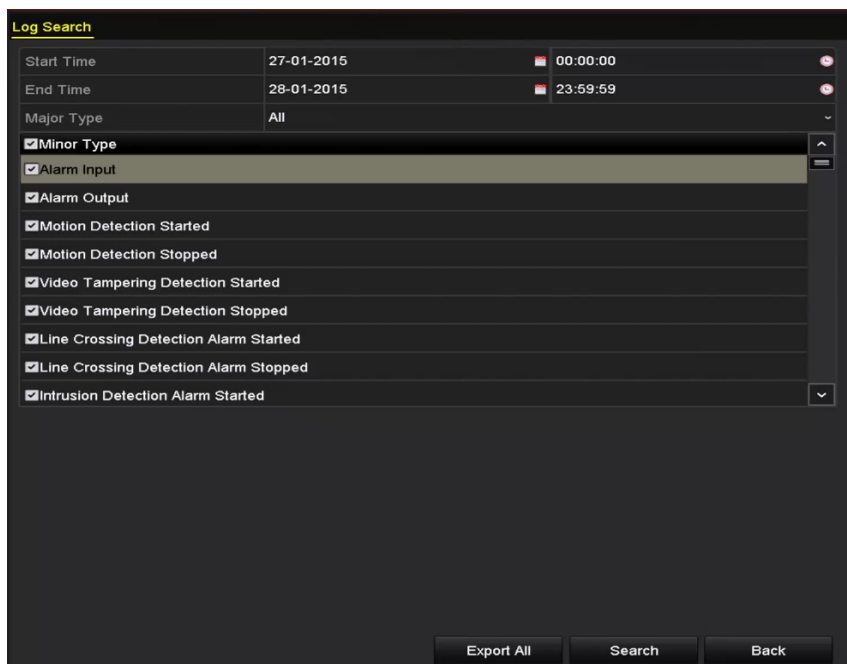 Log Search
Start Time 27-01-2015 00:00:00
End Time 28-01-2015 23:59:59
Major Type All
Minor Type
Alarm Input
Alarm Output
Motion Detection Started
Motion Detection Stopped
Video Tampering Detection Started
Video Tampering Detection Stopped
Line Crossing Detection Alarm Started
Line Crossing Detection Alarm Stopped
Intrusion Detection Alarm Started
Export All Search Back